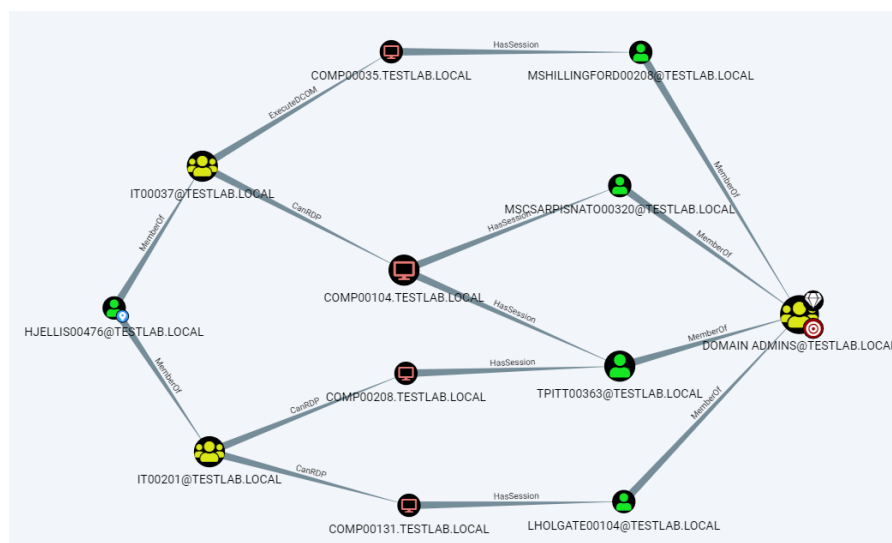 HasSession
COMP00035.TESTLAB.LOCAL
MSHILLINGFORD00208@TESTLAB.LOCAL
ExecuteDCOM
MemberOf
IT00037@TESTLAB.LOCAL
CanRDP
MSCSARPISNATO00320@TESTLAB.LOCAL
HasSession
MemberOf
MemberOf
COMP00104.TESTLAB.LOCAL
HasSession
HJELLIS00476@TESTLAB.LOCAL
MemberOf
DOMAIN ADMINS@TESTLAB.LOCAL
MemberOf
HasSession
COMP00208.TESTLAB.LOCAL
TPITT00363@TESTLAB.LOCAL
CanRDP
MemberOf
IT00201@TESTLAB.LOCAL
CanRDP
HasSession
COMP00131.TESTLAB.LOCAL
LHOLGATE00104@TESTLAB.LOCAL